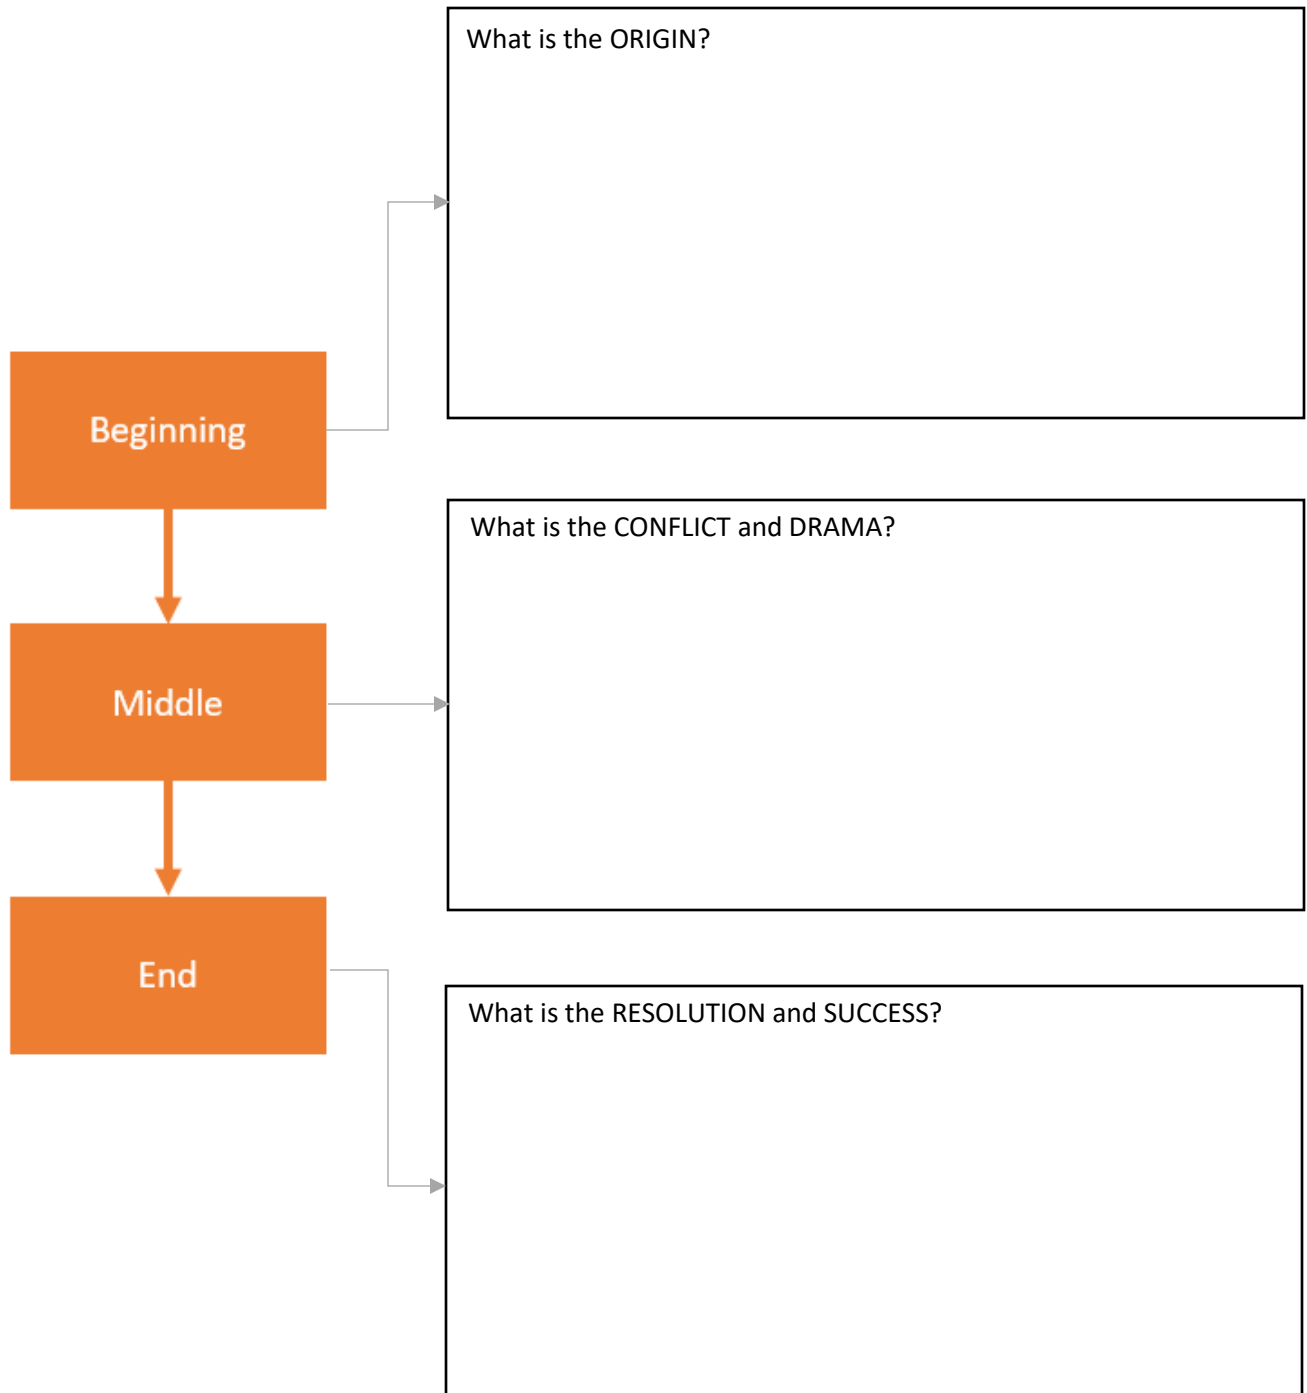 What is the ORIGIN?
Beginning
What is the CONFLICT and DRAMA?
Middle
End
What is the RESOLUTION and SUCCESS?